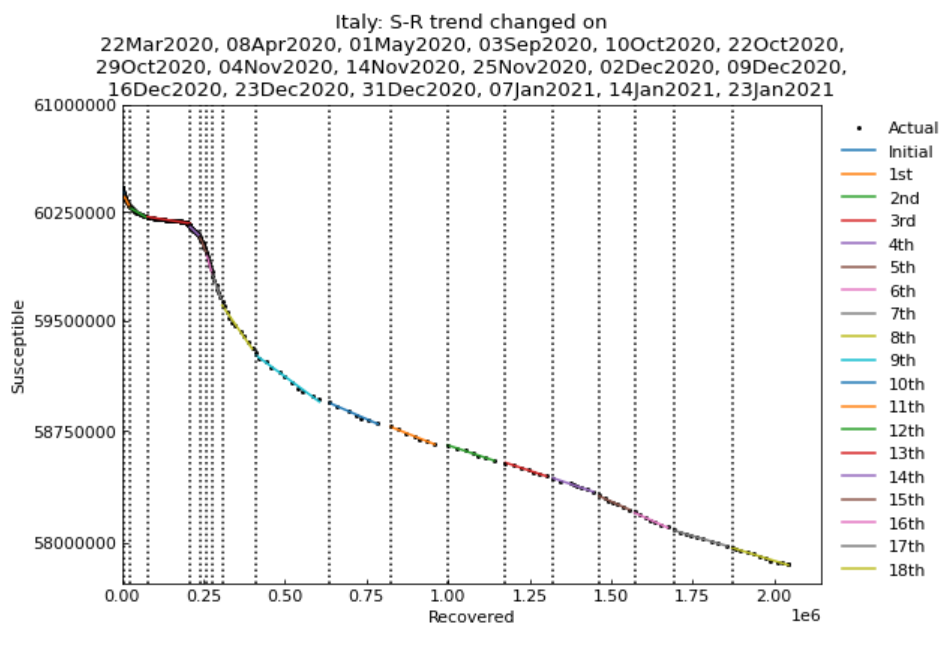 Italy: S-R trend changed on
22Mar2020, 08Apr2020, 01May2020, 03Sep2020, 10Oct2020, 22Oct2020,
29Oct2020, 04Nov2020, 14Nov2020, 25Nov2020, 02Dec2020, 09Dec2020,
16Dec2020, 23Dec2020, 31Dec2020, 07Jan2021, 14Jan2021, 23Jan2021
61000000
60250000
59500000
58750000
58000000
Susceptible
0.00 0.25 0.50 0.75 1.00 1.25 1.50 1.75 2.00
1e6
Recovered
Actual
Initial
1st
2nd
3rd
4th
5th
6th
7th
8th
9th
10th
11th
12th
13th
14th
15th
16th
17th
18th